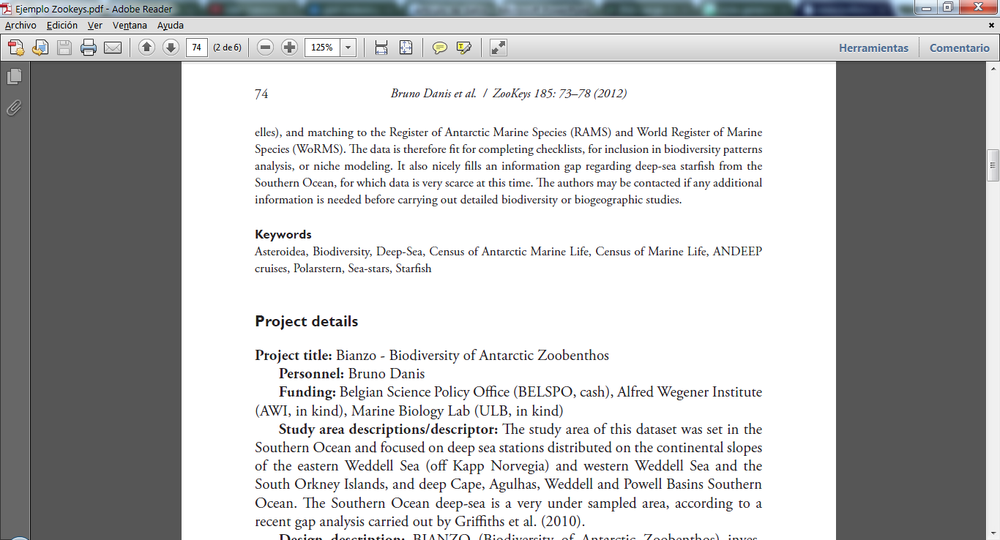 Ejemplo Zookeys.pdf - Adobe Reader
Archivo Edición Ver Ventana Ayuda
74 (2 de 6) 125% Herramientas Comentario
74 Bruno Danis et al. / ZooKeys 185: 73–78 (2012)
elles), and matching to the Register of Antarctic Marine Species (RAMS) and World Register of Marine
Species (WoRMS). The data is therefore fit for completing checklists, for inclusion in biodiversity patterns
analysis, or niche modeling. It also nicely fills an information gap regarding deep-sea starfish from the
Southern Ocean, for which data is very scarce at this time. The authors may be contacted if any additional
information is needed before carrying out detailed biodiversity or biogeographic studies.
Keywords
Asteroidea, Biodiversity, Deep-Sea, Census of Antarctic Marine Life, Census of Marine Life, ANDEEP
cruises, Polarstern, Sea-stars, Starfish
Project details
Project title: Bianzo - Biodiversity of Antarctic Zoobenthos
Personnel: Bruno Danis
Funding: Belgian Science Policy Office (BELSPO, cash), Alfred Wegener Institute
(AWI, in kind), Marine Biology Lab (ULB, in kind)
Study area descriptions/descriptor: The study area of this dataset was set in the
Southern Ocean and focused on deep sea stations distributed on the continental slopes
of the eastern Weddell Sea (off Kapp Norvegia) and western Weddell Sea and the
South Orkney Islands, and deep Cape, Agulhas, Weddell and Powell Basins Southern
Ocean. The Southern Ocean deep-sea is a very under sampled area, according to a
recent gap analysis carried out by Griffiths et al. (2010).
Design description: BIANZO (Biodiversity of Antarctic Zoobenthos) inves-